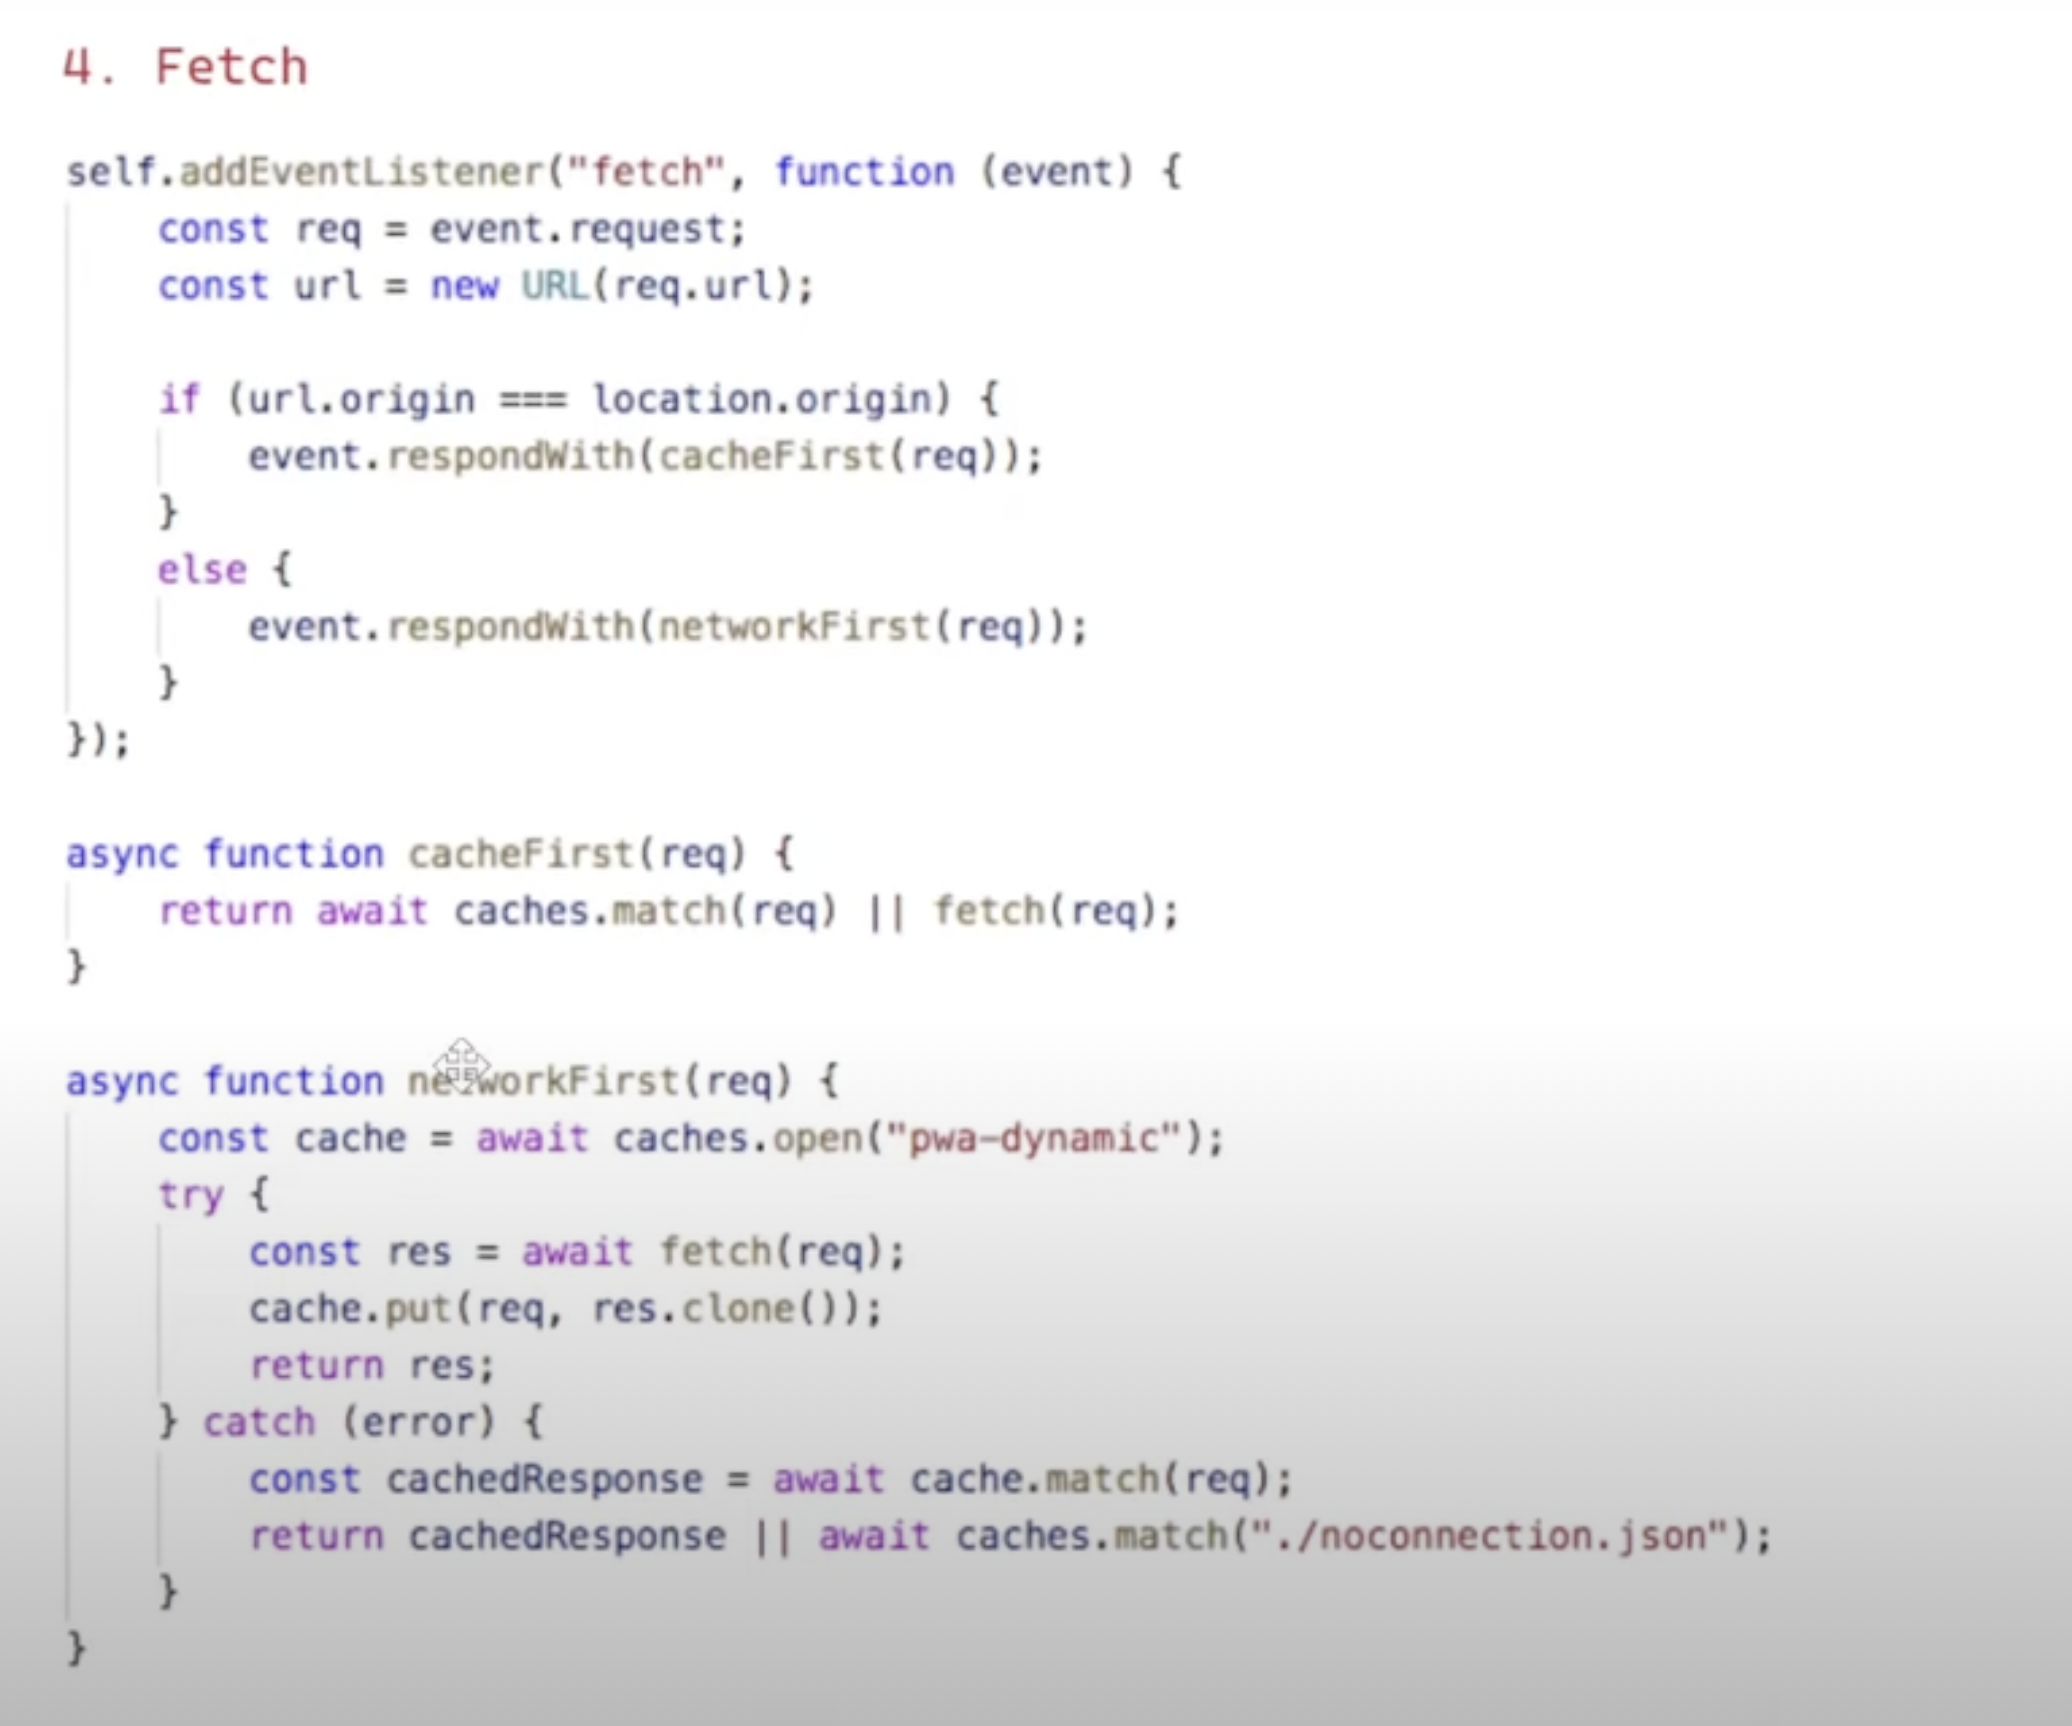 4. Fetch
self.addEventListener("fetch", function (event) {
    const req = event.request;
    const url = new URL(req.url);

    if (url.origin === location.origin) {
        event.respondWith(cacheFirst(req));
    }
    else {
        event.respondWith(networkFirst(req));
    }
});

async function cacheFirst(req) {
    return await caches.match(req) || fetch(req);
}

async function networkFirst(req) {
    const cache = await caches.open("pwa-dynamic");
    try {
        const res = await fetch(req);
        cache.put(req, res.clone());
        return res;
    } catch (error) {
        const cachedResponse = await cache.match(req);
        return cachedResponse || await caches.match("./noconnection.json");
    }
}